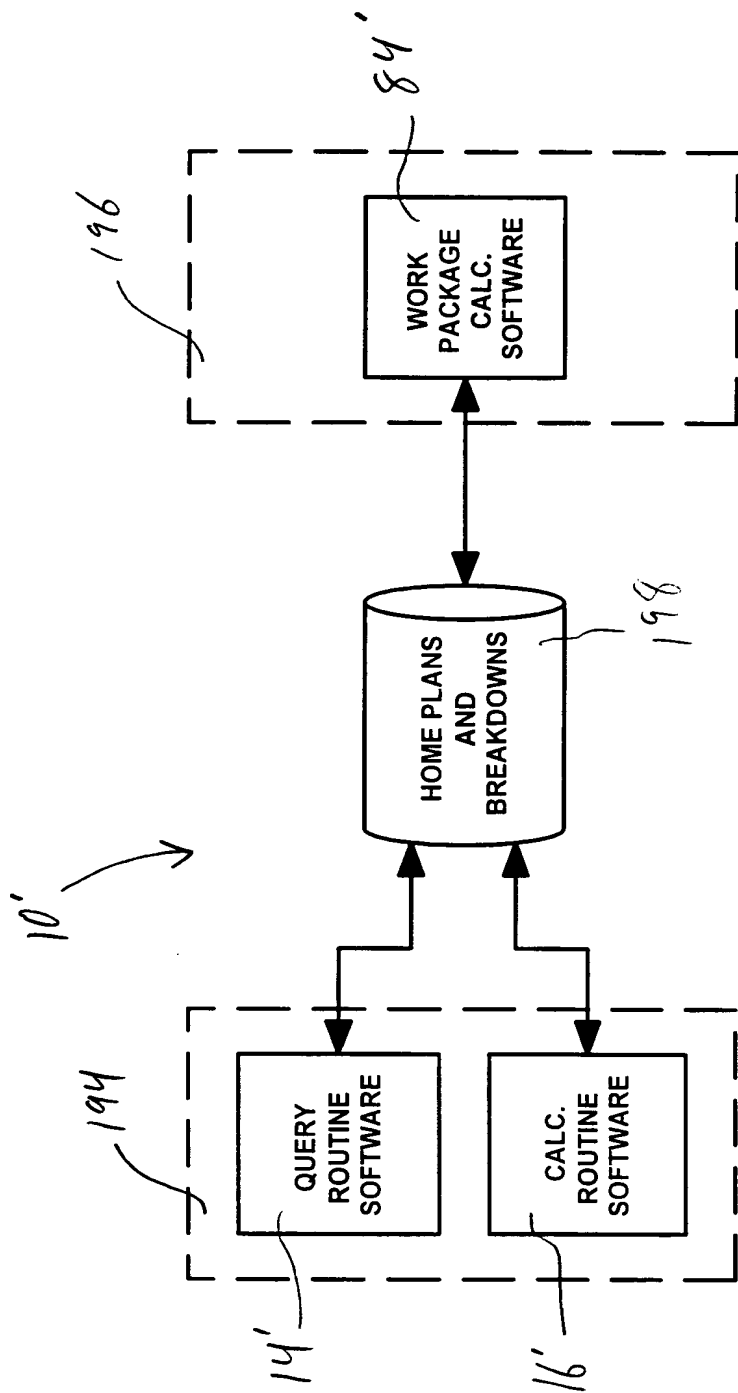 10'
194
196
14'
QUERY
ROUTINE
SOFTWARE
16'
CALC.
ROUTINE
SOFTWARE
HOME PLANS
AND
BREAKDOWNS
198
WORK
PACKAGE
CALC.
SOFTWARE
84'